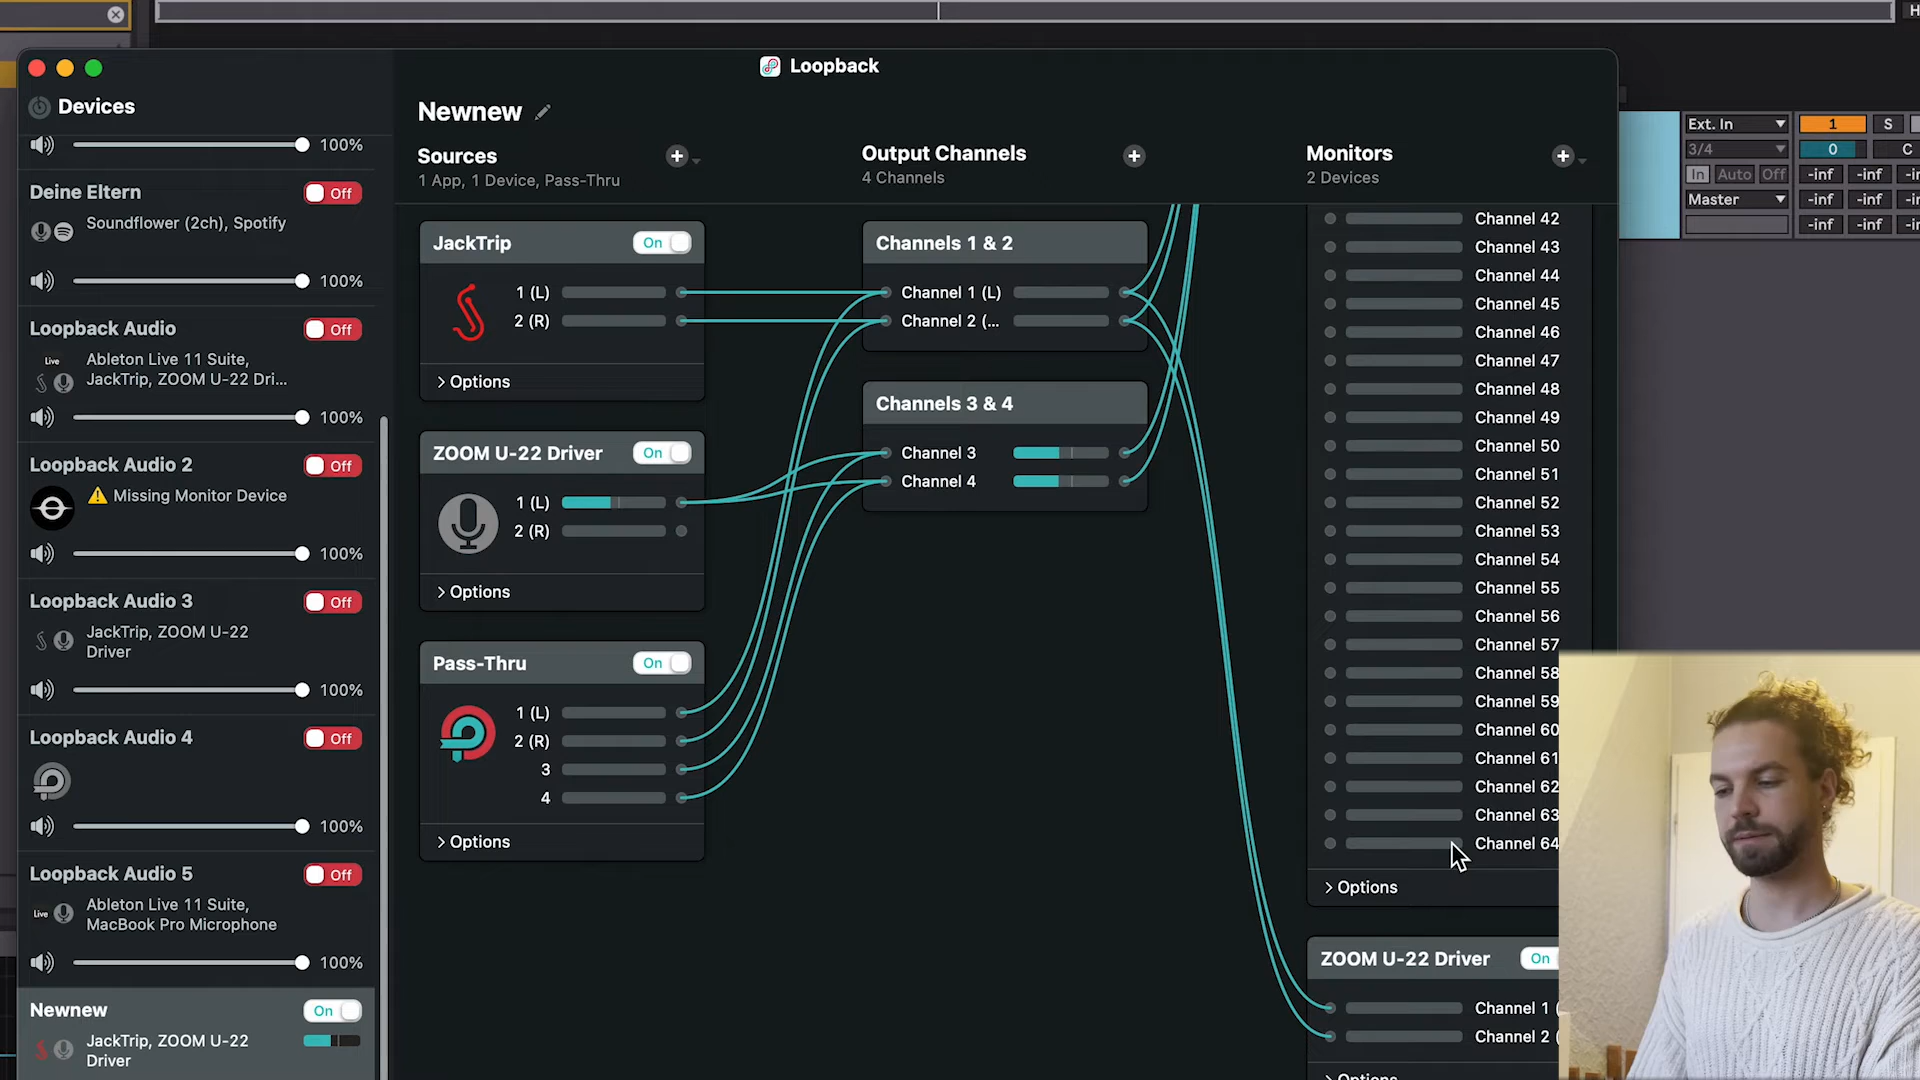 Loopback
Devices
100%
Deine Eltern
Off
Soundflower (2ch), Spotify
100%
Loopback Audio
Off
Live
Ableton Live 11 Suite,
JackTrip, ZOOM U-22 Dri...
100%
Loopback Audio 2
Off
Missing Monitor Device
100%
Loopback Audio 3
Off
JackTrip, ZOOM U-22
Driver
100%
Loopback Audio 4
Off
100%
Loopback Audio 5
Off
Live
Ableton Live 11 Suite,
MacBook Pro Microphone
100%
Newnew
On
JackTrip, ZOOM U-22
Driver
Newnew
Sources
1 App, 1 Device, Pass-Thru
JackTrip
On
1 (L)
2 (R)
> Options
ZOOM U-22 Driver
On
1 (L)
2 (R)
> Options
Pass-Thru
On
1 (L)
2 (R)
3
4
> Options
Output Channels
4 Channels
Channels 1 & 2
Channel 1 (L)
Channel 2 (...
Channels 3 & 4
Channel 3
Channel 4
Monitors
2 Devices
Channel 42
Channel 43
Channel 44
Channel 45
Channel 46
Channel 47
Channel 48
Channel 49
Channel 50
Channel 51
Channel 52
Channel 53
Channel 54
Channel 55
Channel 56
Channel 57
Channel 58
Channel 59
Channel 60
Channel 61
Channel 62
Channel 63
Channel 64
> Options
ZOOM U-22 Driver
On
Channel 1 (
Channel 2 (
> Options
H
Ext. In
1
S
3/4
0
C
In
Auto
Off
-inf
-inf
-in
Master
-inf
-inf
-in
-inf
-inf
-in